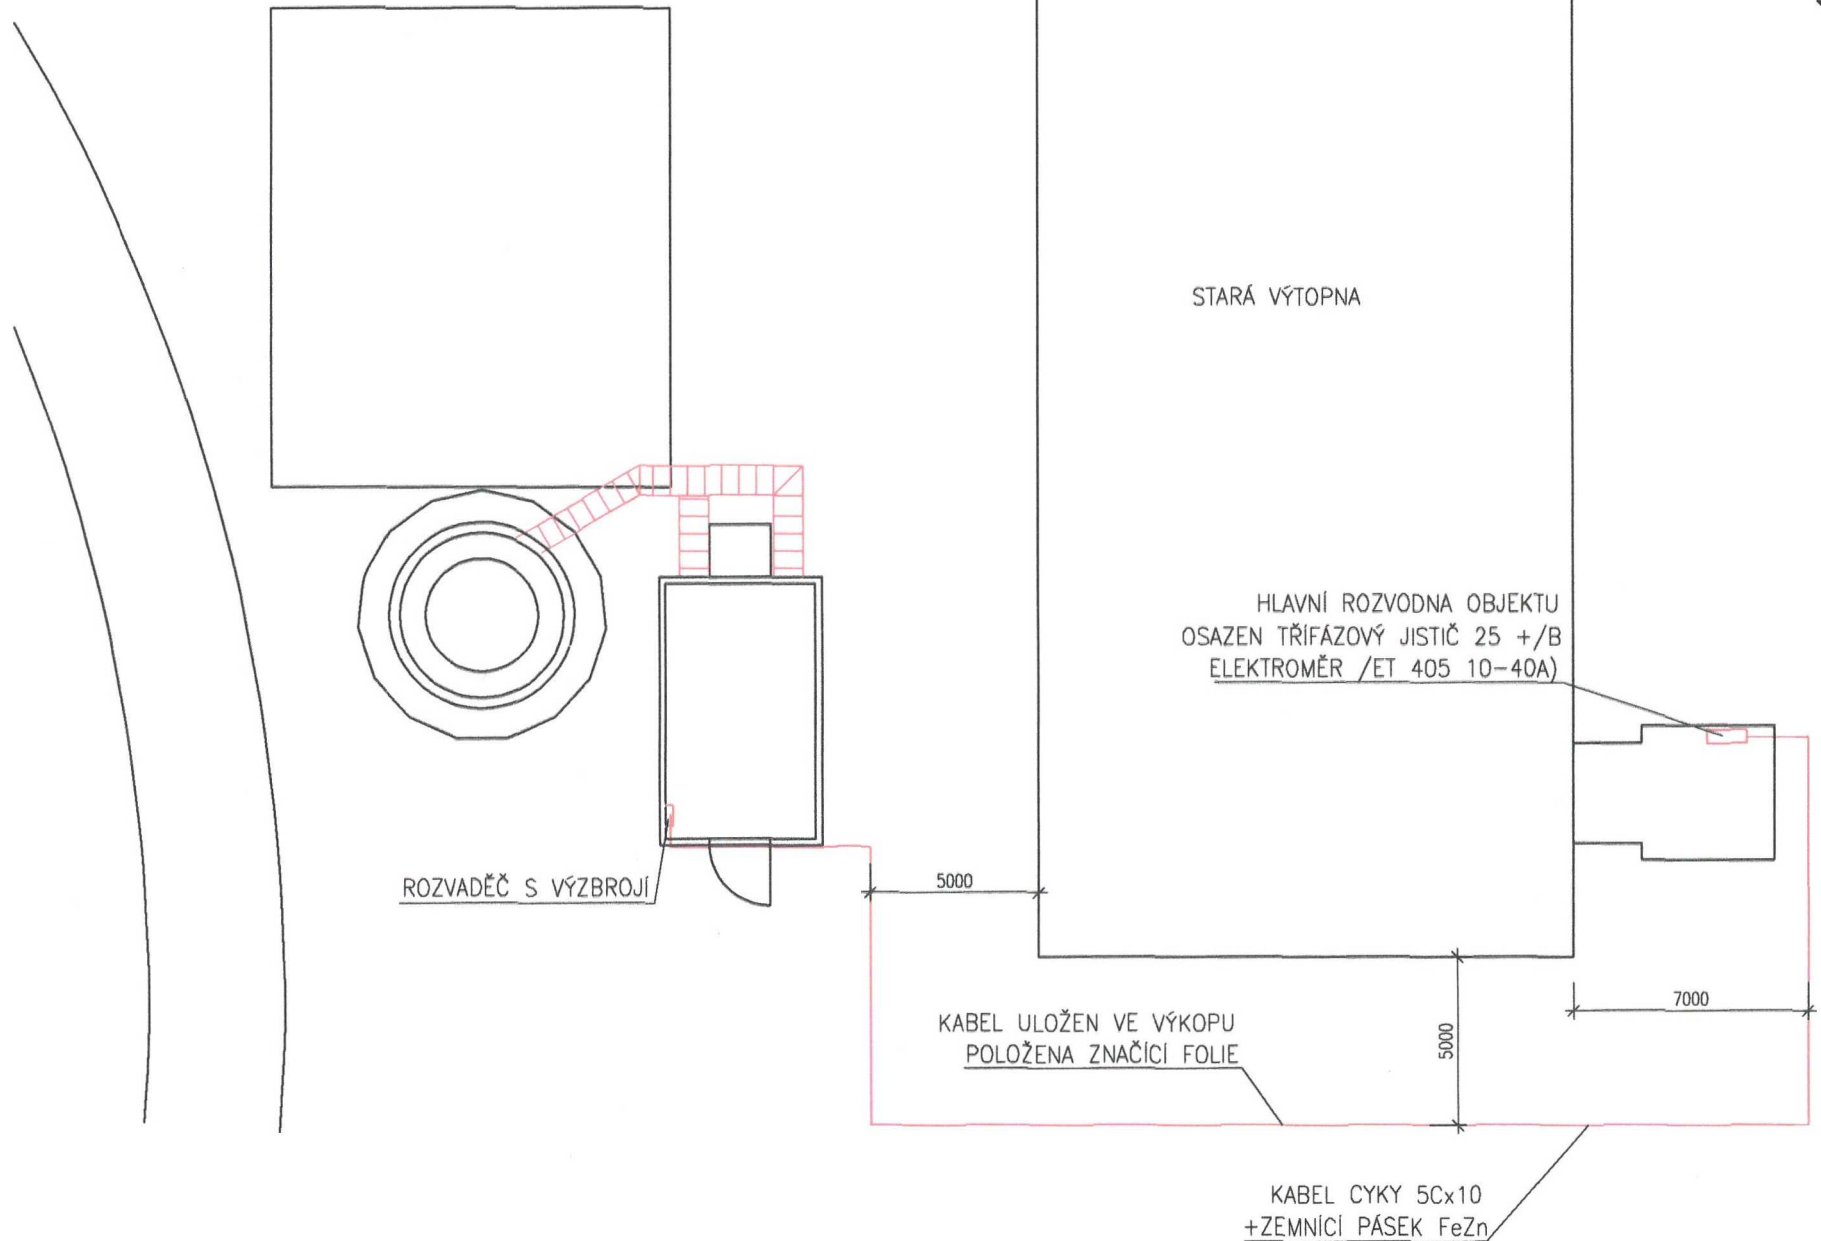 STARÁ VÝTOPNA
HLAVNÍ ROZVODNA OBJEKTU
OSAZEN TŘÍFÁZOVÝ JISTIČ 25 +/B
ELEKTROMĚR /ET 405 10-40A)
ROZVADĚČ S VÝZBROJÍ
5000
7000
KABEL ULOŽEN VE VÝKOPU
POLOŽENA ZNAČÍCÍ FOLIE
5000
KABEL CYKY 5Cx10
+ZEMNÍCÍ PÁSEK FeZn